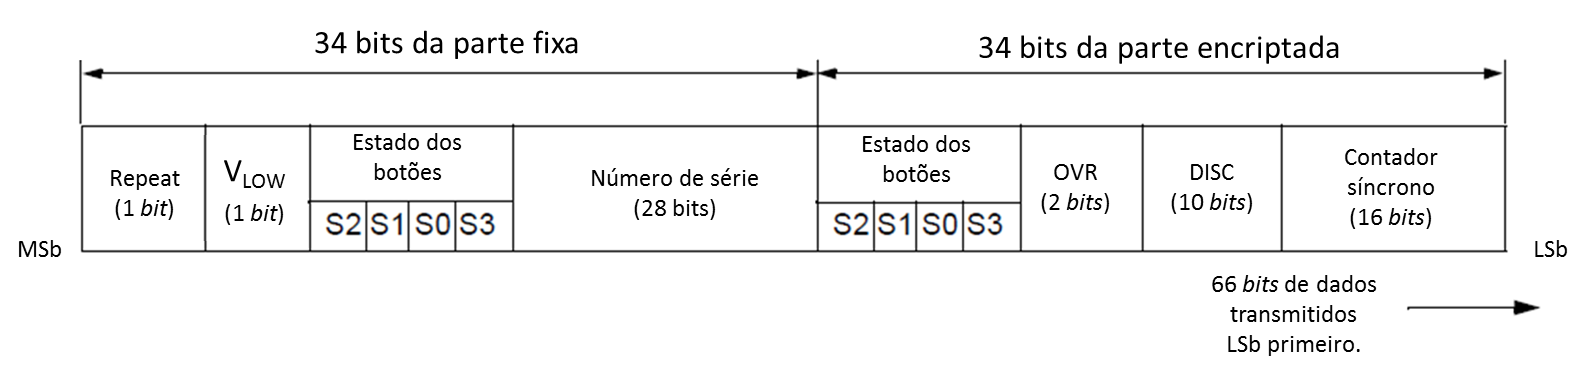 34 bits da parte fixa
34 bits da parte encriptada
MSb
Repeat
(1 bit)
VLOW
(1 bit)
Estado dos
botões
S2 S1 S0 S3
Número de série
(28 bits)
Estado dos
botões
S2 S1 S0 S3
OVR
(2 bits)
DISC
(10 bits)
Contador
síncrono
(16 bits)
LSb
66 bits de dados
transmitidos
LSb primeiro.